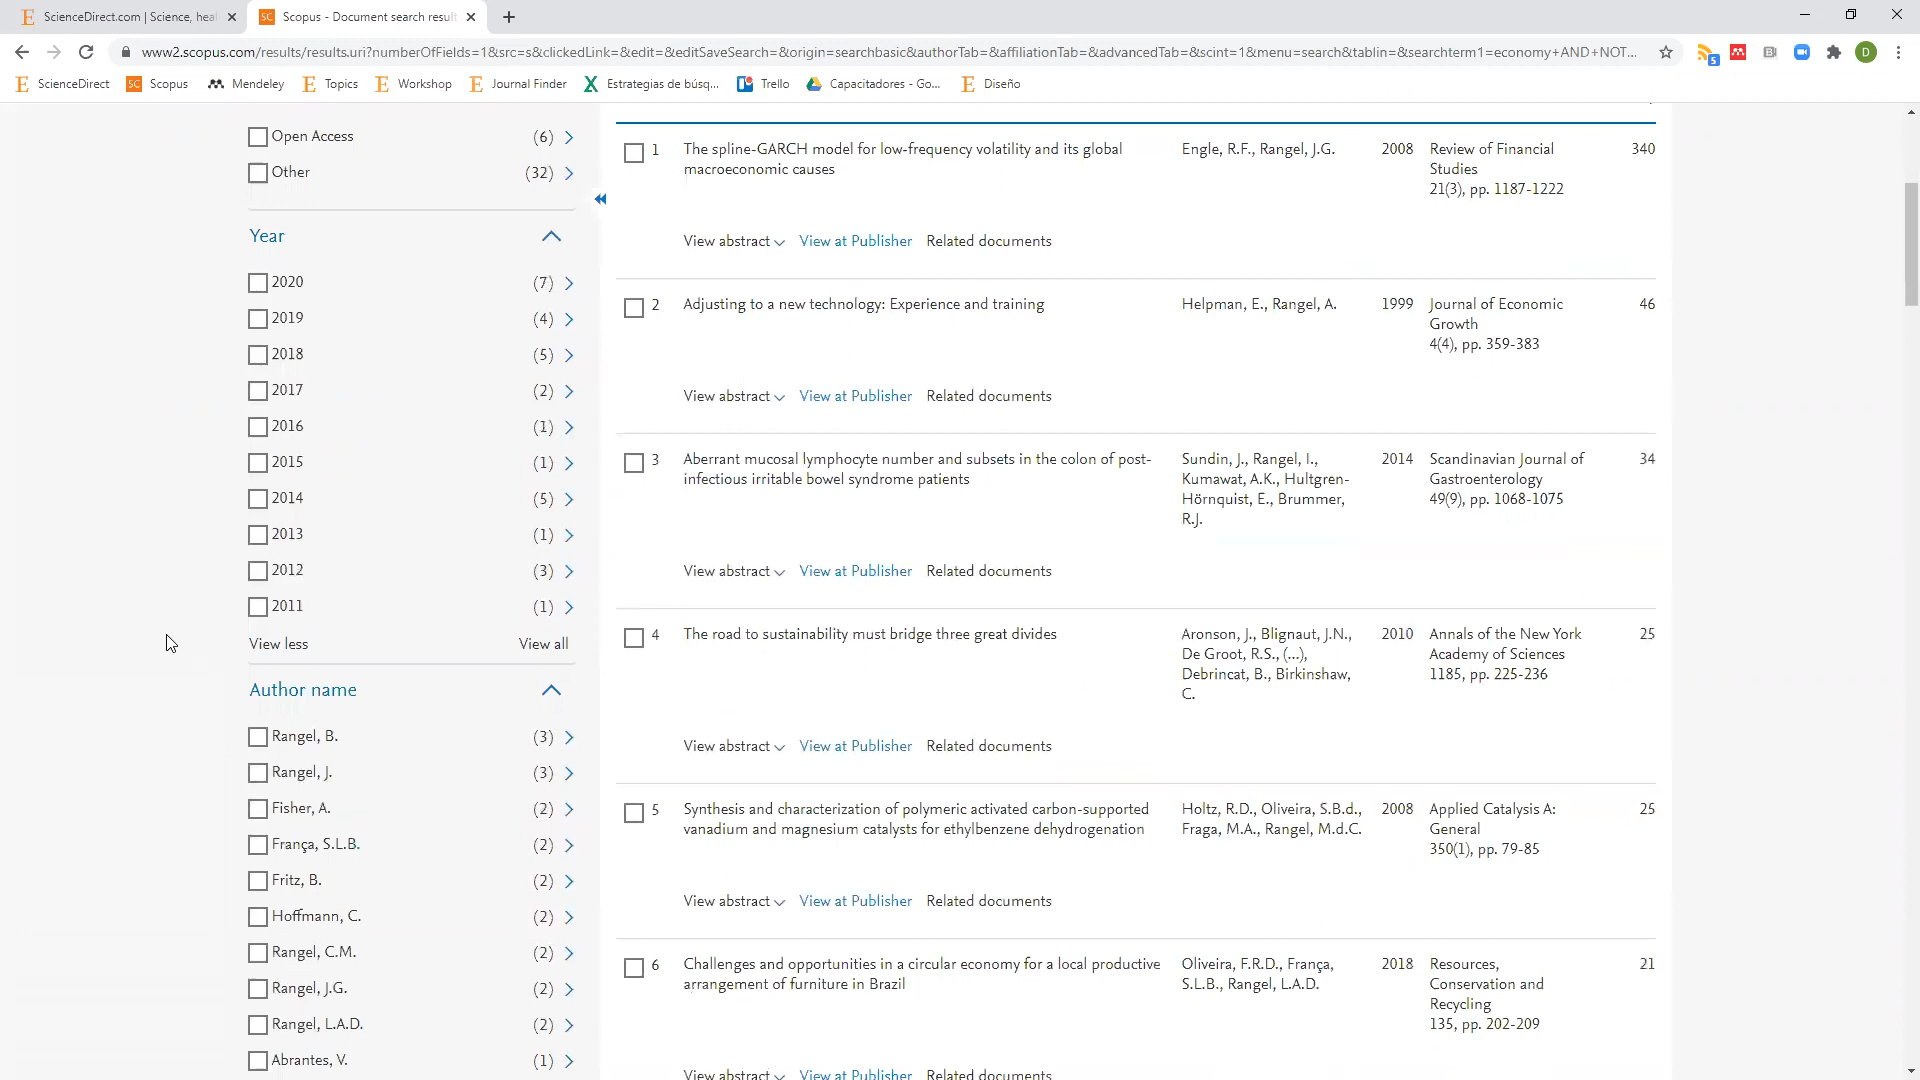 ScienceDirect.com | Science, heal
Scopus - Document search result
www2.scopus.com/results/results.uri?numberOfFields=1&src=s&clickedLink=&edit=&editSaveSearch=&origin=searchbasic&authorTab=&affiliationTab=&advancedTab=&scint=1&menu=search&tablin=&searchterm1=economy+AND+NOT...
5
D
ScienceDirect
SC
Scopus
Mendeley
Topics
Workshop
Journal Finder
Estrategias de búsq...
Trello
Capacitadores - Go...
Diseño
Open Access (6)
Other (32)
Year
2020 (7)
2019 (4)
2018 (5)
2017 (2)
2016 (1)
2015 (1)
2014 (5)
2013 (1)
2012 (3)
2011 (1)
View less View all
Author name
Rangel, B. (3)
Rangel, J. (3)
Fisher, A. (2)
França, S.L.B. (2)
Fritz, B. (2)
Hoffmann, C. (2)
Rangel, C.M. (2)
Rangel, J.G. (2)
Rangel, L.A.D. (2)
Abrantes, V. (1)
1 The spline-GARCH model for low-frequency volatility and its global
macroeconomic causes
Engle, R.F., Rangel, J.G.
2008
Review of Financial
Studies
21(3), pp. 1187-1222
340
View abstract View at Publisher Related documents
2 Adjusting to a new technology: Experience and training
Helpman, E., Rangel, A.
1999
Journal of Economic
Growth
4(4), pp. 359-383
46
View abstract View at Publisher Related documents
3 Aberrant mucosal lymphocyte number and subsets in the colon of post-
infectious irritable bowel syndrome patients
Sundin, J., Rangel, I.,
Kumawat, A.K., Hultgren-
Hörnquist, E., Brummer,
R.J.
2014
Scandinavian Journal of
Gastroenterology
49(9), pp. 1068-1075
34
View abstract View at Publisher Related documents
4 The road to sustainability must bridge three great divides
Aronson, J., Blignaut, J.N.,
De Groot, R.S., (...),
Debrincat, B., Birkinshaw,
C.
2010
Annals of the New York
Academy of Sciences
1185, pp. 225-236
25
View abstract View at Publisher Related documents
5 Synthesis and characterization of polymeric activated carbon-supported
vanadium and magnesium catalysts for ethylbenzene dehydrogenation
Holtz, R.D., Oliveira, S.B.d.,
Fraga, M.A., Rangel, M.d.C.
2008
Applied Catalysis A:
General
350(1), pp. 79-85
25
View abstract View at Publisher Related documents
6 Challenges and opportunities in a circular economy for a local productive
arrangement of furniture in Brazil
Oliveira, F.R.D., França,
S.L.B., Rangel, L.A.D.
2018
Resources,
Conservation and
Recycling
135, pp. 202-209
21
View abstract View at Publisher Related documents